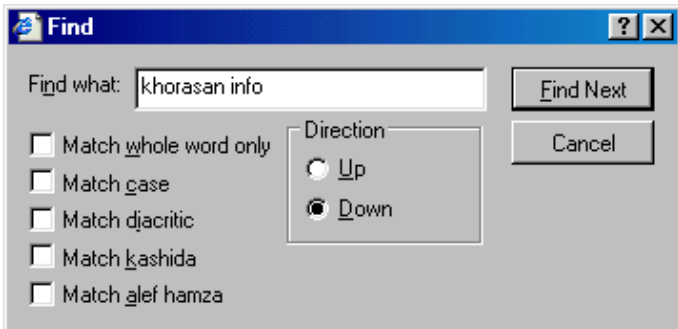 Find
Find what: khorasan info
Find Next
Cancel
Match whole word only
Match case
Match diacritic
Match kashida
Match alef hamza
Direction
Up
Down